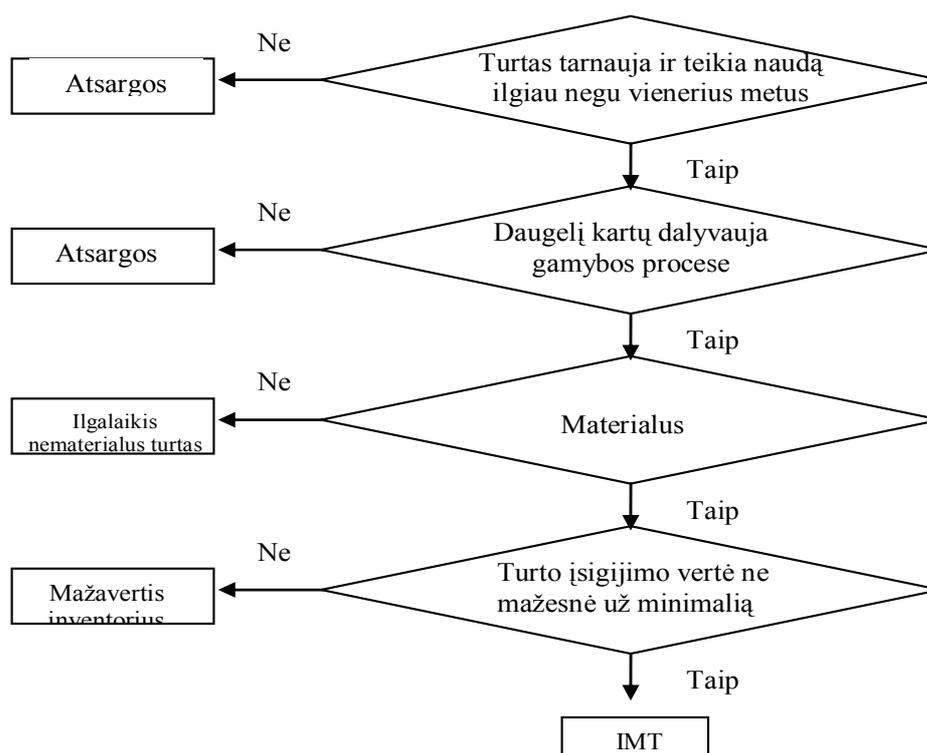 Ne
Turtas tarnauja ir teikia naudą
ilgiau negu vienerius metus
Atsargos
Taip
Ne
Daugelį kartų dalyvauja
gamybos procese
Atsargos
Taip
Ne
Materialus
Ilgalaikis
nematerialus turtas
Taip
Ne
Turto įsigijimo vertė ne
mažesnė už minimalią
Mažavertis
inventorius
Taip
IMT